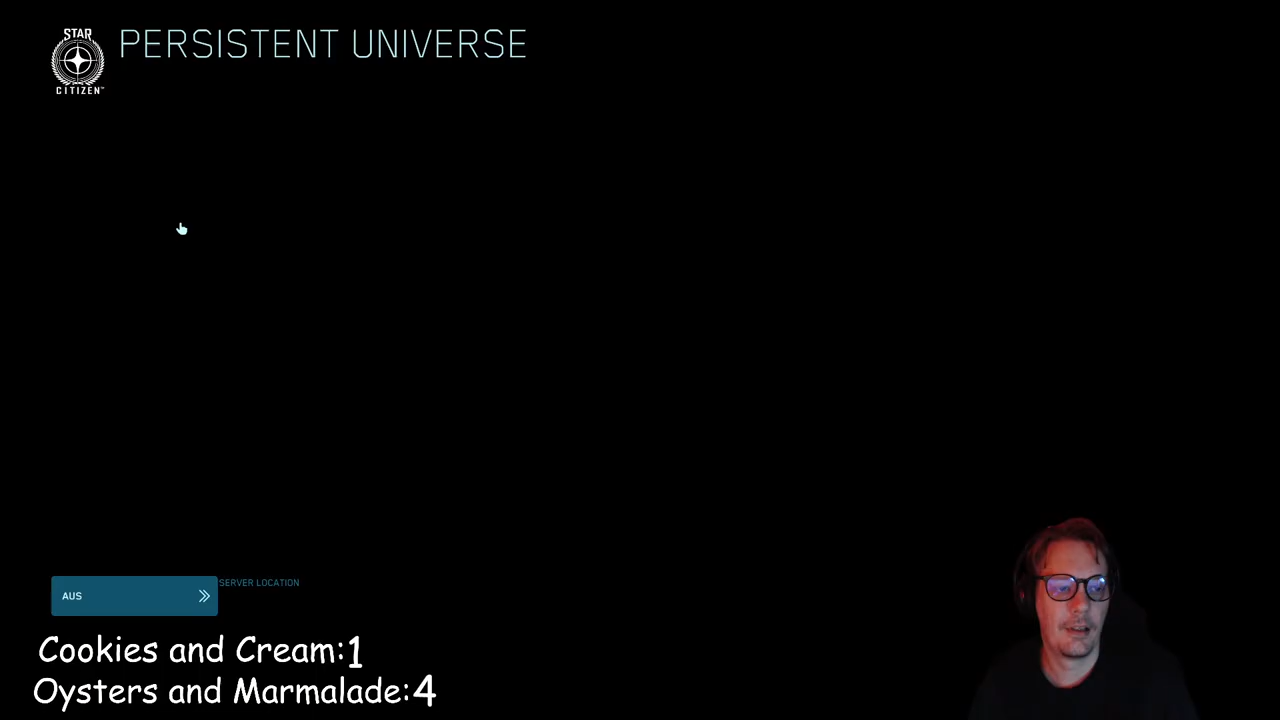 STAR
CITIZEN
PERSISTENT UNIVERSE
AUS
SERVER LOCATION
Cookies and Cream:1
Oysters and Marmalade:4